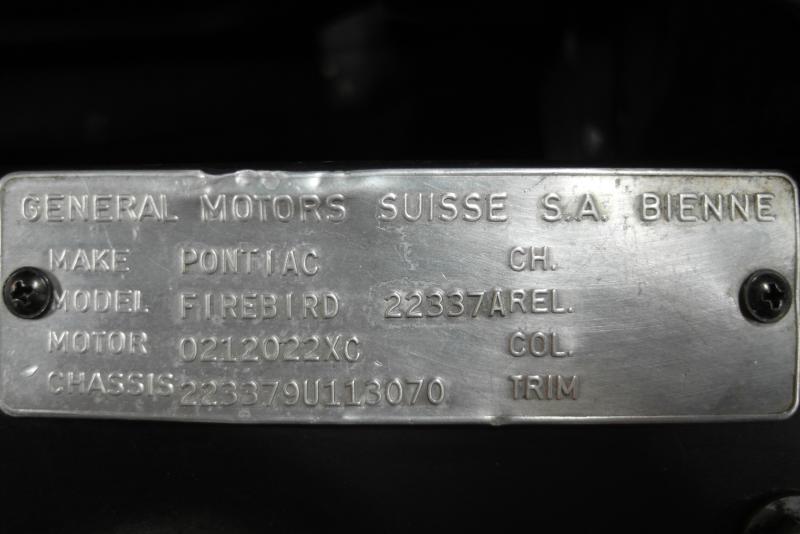 GENERAL MOTORS SUISSE S.A. BIENNE
MAKE PONTIAC CH.
MODEL FIREBIRD 22337A REL.
MOTOR 0212022XC COL.
CHASSIS 223379U113070 TRIM